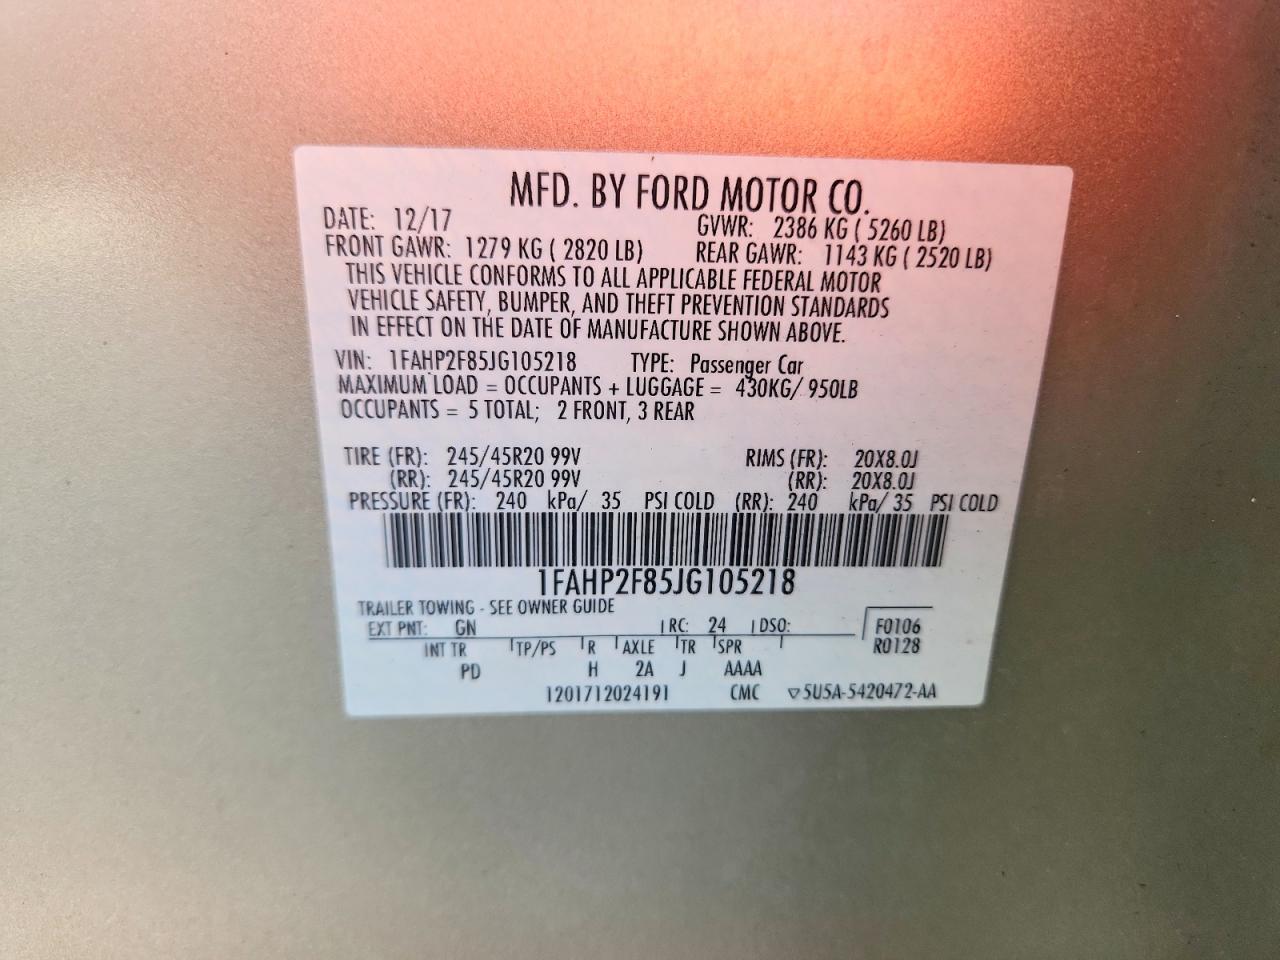 MFD. BY FORD MOTOR CO.
DATE: 12/17 GVWR: 2386 KG ( 5260 LB)
FRONT GAWR: 1279 KG ( 2820 LB) REAR GAWR: 1143 KG ( 2520 LB)
THIS VEHICLE CONFORMS TO ALL APPLICABLE FEDERAL MOTOR
VEHICLE SAFETY, BUMPER, AND THEFT PREVENTION STANDARDS
IN EFFECT ON THE DATE OF MANUFACTURE SHOWN ABOVE.
VIN: 1FAHP2F85JG105218 TYPE: Passenger Car
MAXIMUM LOAD = OCCUPANTS + LUGGAGE = 430KG/ 950LB
OCCUPANTS = 5 TOTAL; 2 FRONT, 3 REAR
TIRE (FR): 245/45R20 99V RIMS (FR): 20X8.0J
(RR): 245/45R20 99V (RR): 20X8.0J
PRESSURE (FR): 240 kPa/ 35 PSI COLD (RR): 240 kPa/ 35 PSI COLD
1FAHP2F85JG105218
TRAILER TOWING - SEE OWNER GUIDE
EXT PNT: GN RC: 24 DSO: F0106
INT TR TP/PS R AXLE TR SPR R0128
PD H 2A J AAAA
1201712024191 CMC ▽5U5A-5420472-AA